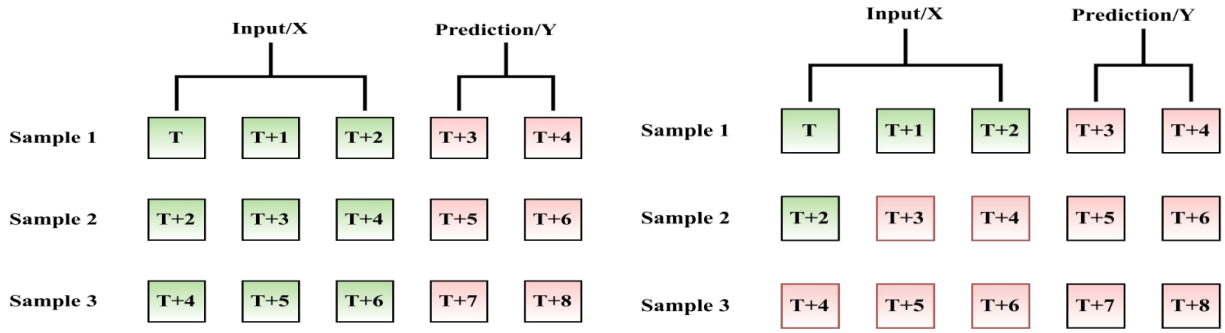 Input/X Prediction/Y
Sample 1 T T+1 T+2 T+3 T+4
Sample 2 T+2 T+3 T+4 T+5 T+6
Sample 3 T+4 T+5 T+6 T+7 T+8
Input/X Prediction/Y
Sample 1 T T+1 T+2 T+3 T+4
Sample 2 T+2 T+3 T+4 T+5 T+6
Sample 3 T+4 T+5 T+6 T+7 T+8